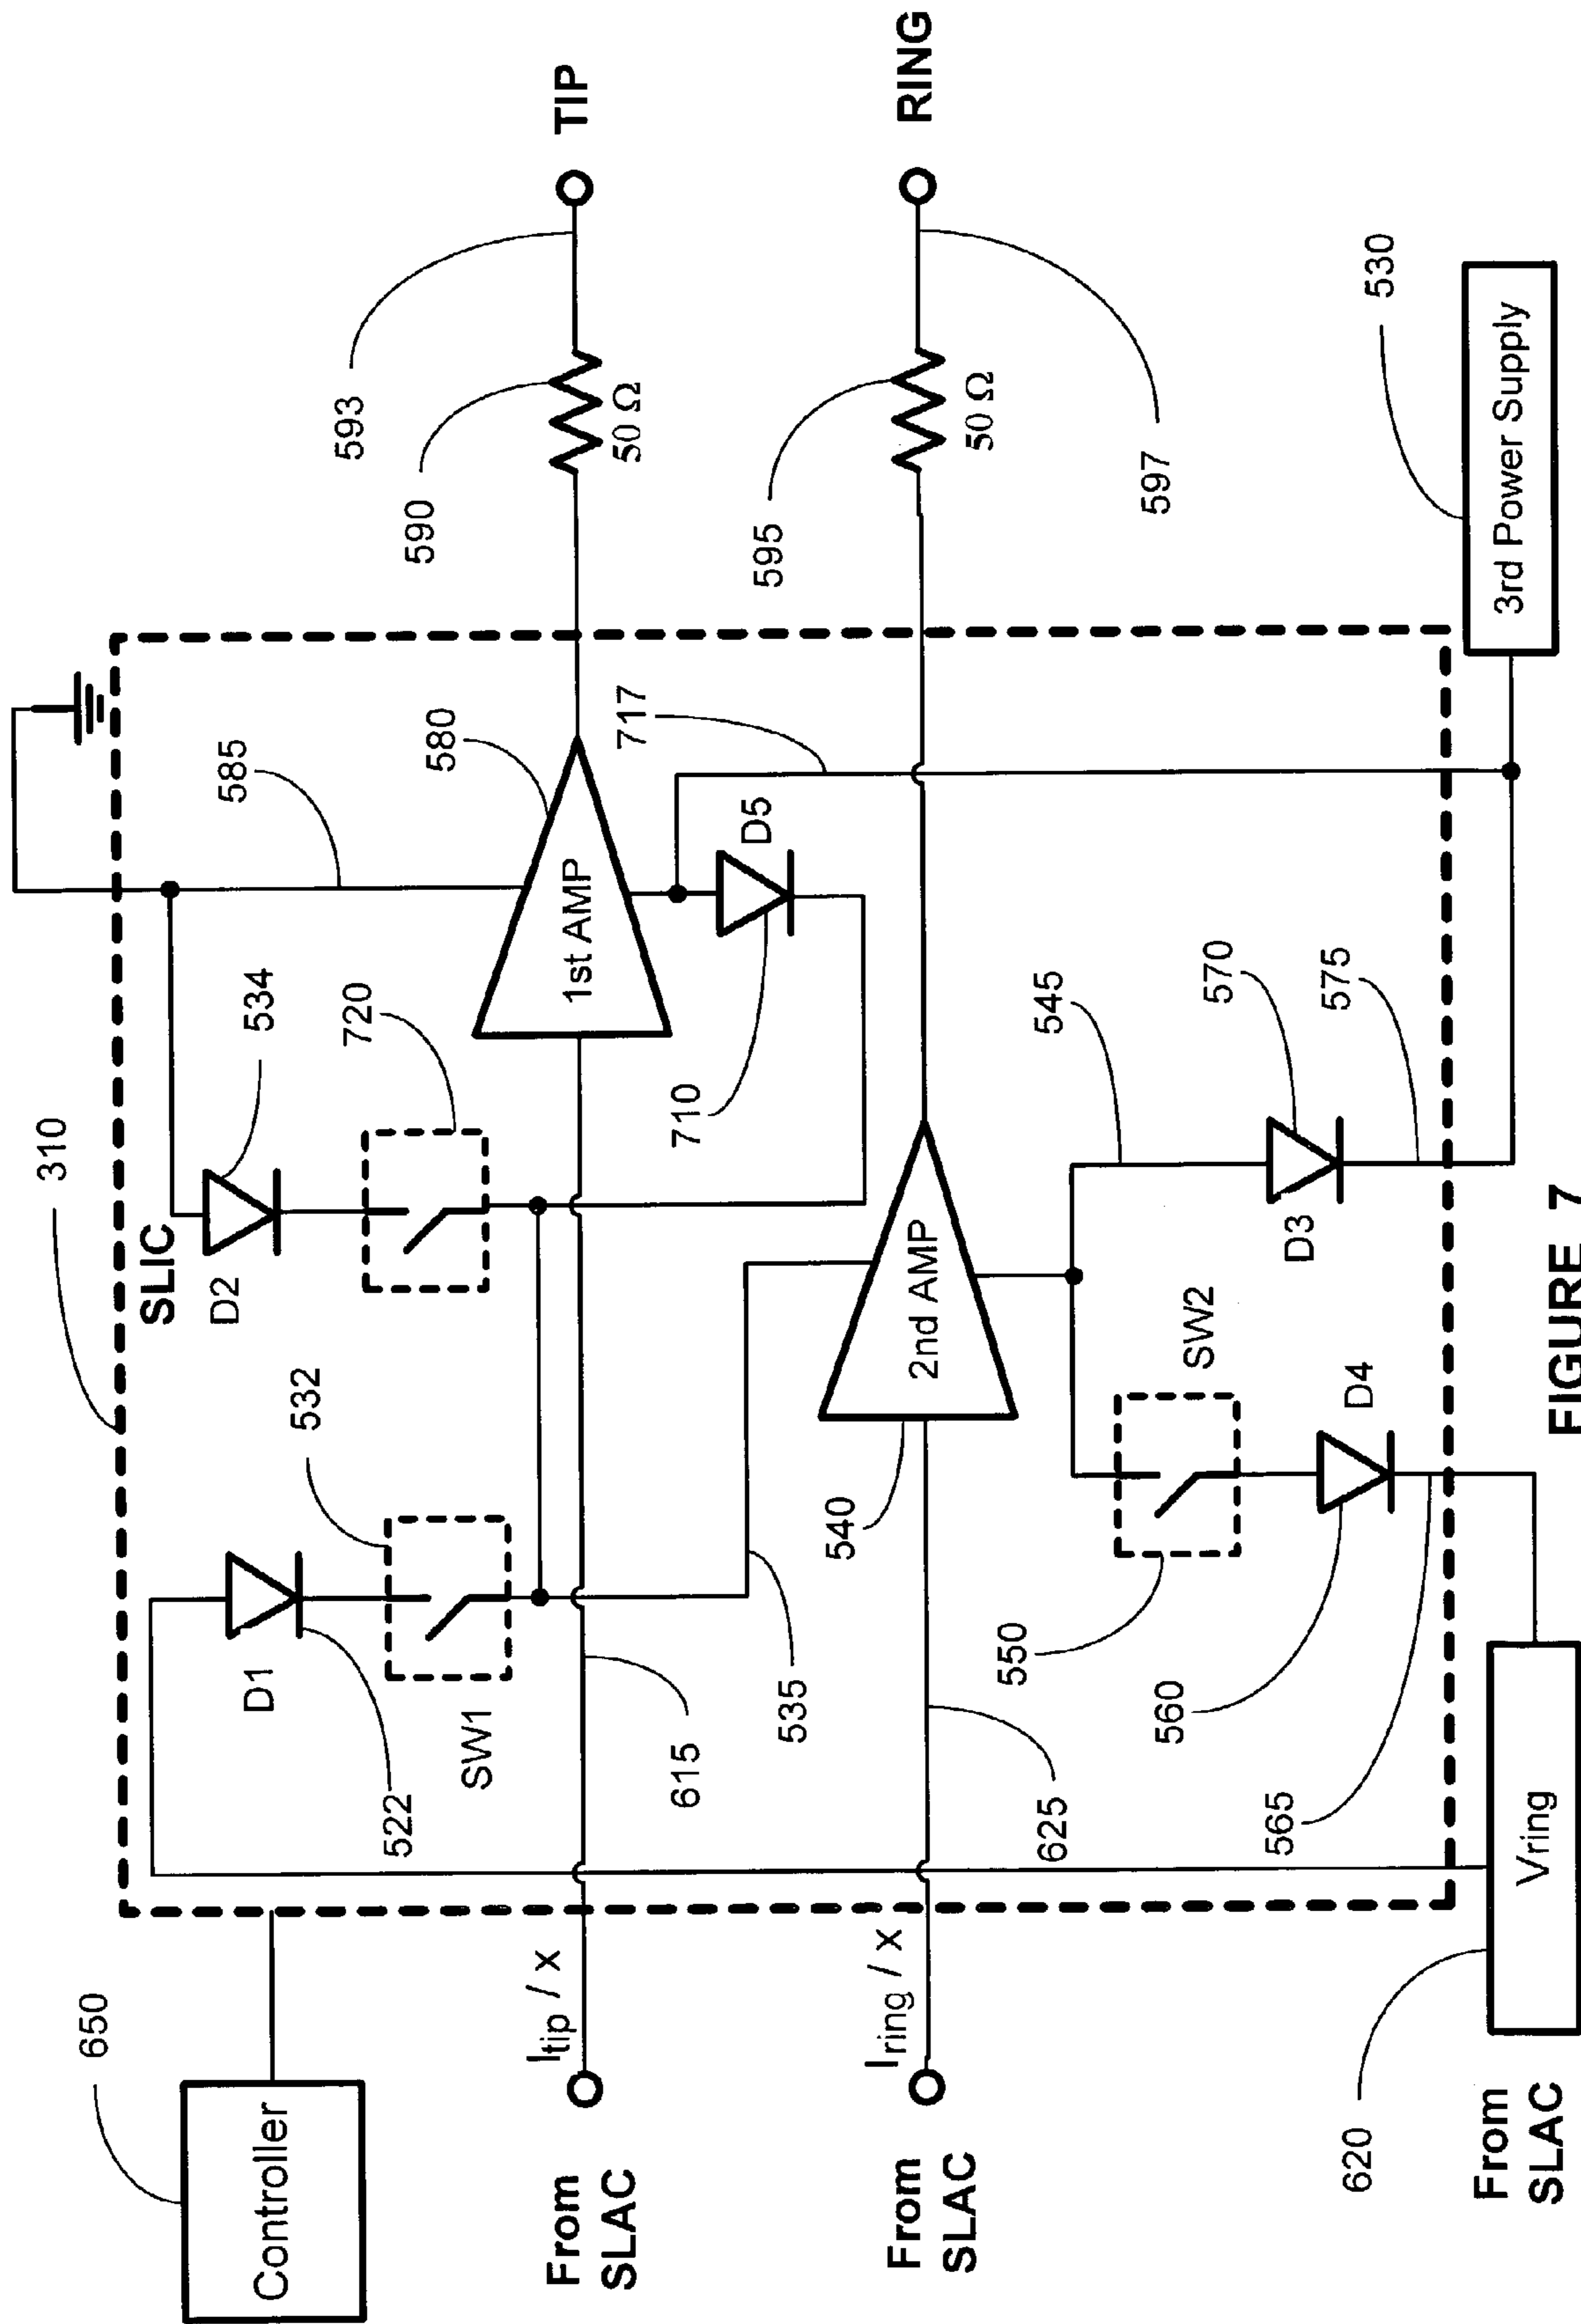 650
Controller
310
SLIC
585
D2
534
720
532
D1
522
SW1
From
SLAC
I_tip / x
615
1st AMP
580
D5
710
717
590
593
50 Ω
TIP
535
From
SLAC
I_ring / x
625
540
2nd AMP
595
50 Ω
597
RING
545
570
575
D3
SW2
550
D4
560
565
620
Vring
From
SLAC
530
3rd Power Supply
FIGURE 7